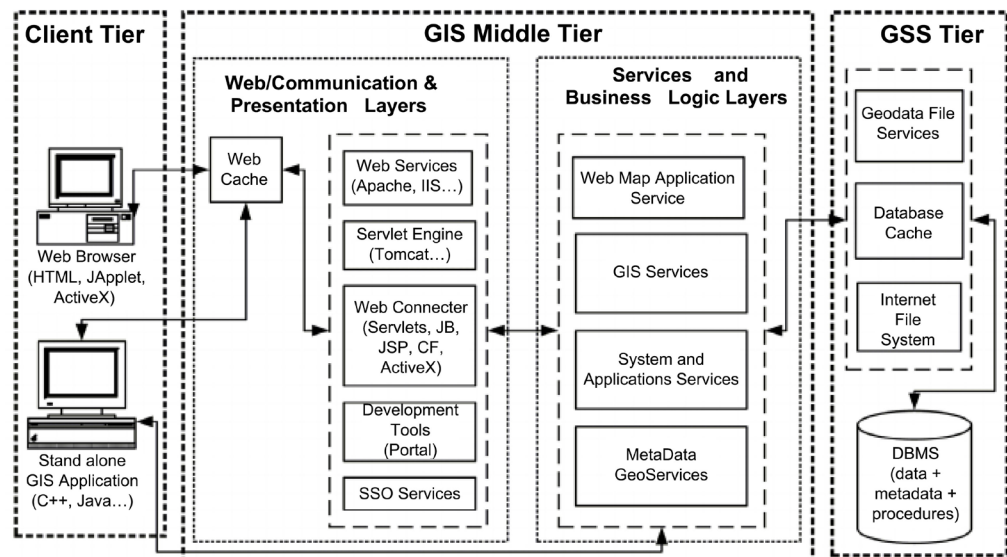 Client Tier
Web Browser
(HTML, JApplet,
ActiveX)
Stand alone
GIS Application
(C++, Java…)
GIS Middle Tier
Web/Communication &
Presentation Layers
Web
Cache
Web Services
(Apache, IIS…)
Servlet Engine
(Tomcat…)
Web Connecter
(Servlets, JB,
JSP, CF,
ActiveX)
Development
Tools
(Portal)
SSO Services
Services and
Business Logic Layers
Web Map Application
Service
GIS Services
System and
Applications Services
MetaData
GeoServices
GSS Tier
Geodata File
Services
Database
Cache
Internet
File
System
DBMS
(data +
metadata +
procedures)